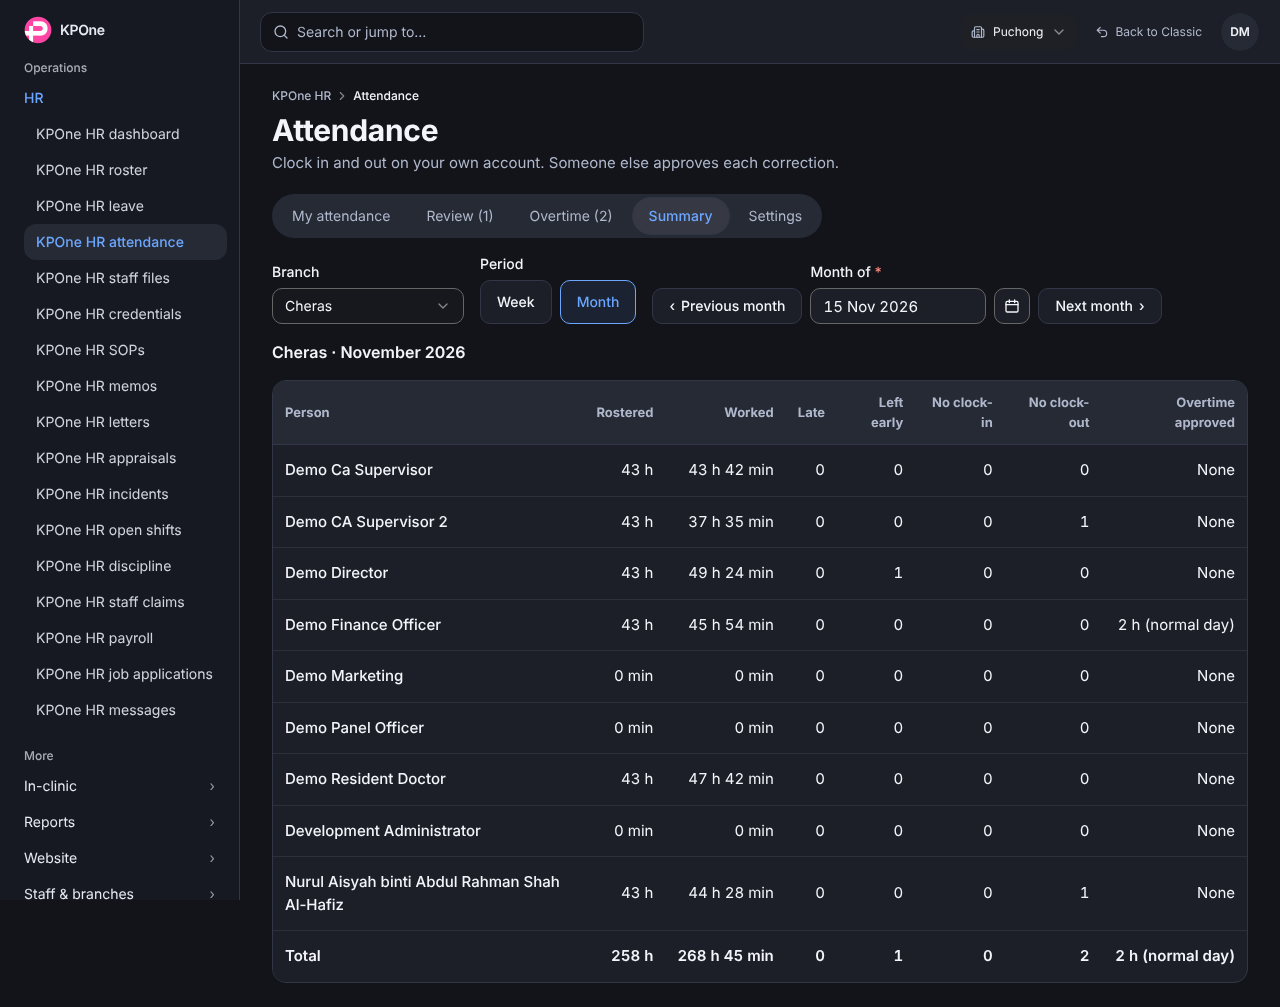 KPOne
Search or jump to...
Puchong
Back to Classic
DM
Operations
HR
KPOne HR dashboard
KPOne HR roster
KPOne HR leave
KPOne HR attendance
KPOne HR staff files
KPOne HR credentials
KPOne HR SOPs
KPOne HR memos
KPOne HR letters
KPOne HR appraisals
KPOne HR incidents
KPOne HR open shifts
KPOne HR discipline
KPOne HR staff claims
KPOne HR payroll
KPOne HR job applications
KPOne HR messages
More
In-clinic ›
Reports ›
Website ›
Staff & branches ›
KPOne HR > Attendance
Attendance
Clock in and out on your own account. Someone else approves each correction.
My attendance Review (1) Overtime (2) Summary Settings
Branch Period Month of *
Cheras Week Month ‹ Previous month 15 Nov 2026 Next month ›
Cheras · November 2026
Person Rostered Worked Late Left early No clock-in No clock-out Overtime approved
Demo Ca Supervisor 43 h 43 h 42 min 0 0 0 0 None
Demo CA Supervisor 2 43 h 37 h 35 min 0 0 0 1 None
Demo Director 43 h 49 h 24 min 0 1 0 0 None
Demo Finance Officer 43 h 45 h 54 min 0 0 0 0 2 h (normal day)
Demo Marketing 0 min 0 min 0 0 0 0 None
Demo Panel Officer 0 min 0 min 0 0 0 0 None
Demo Resident Doctor 43 h 47 h 42 min 0 0 0 0 None
Development Administrator 0 min 0 min 0 0 0 0 None
Nurul Aisyah binti Abdul Rahman Shah
Al-Hafiz 43 h 44 h 28 min 0 0 0 1 None
Total 258 h 268 h 45 min 0 1 0 2 2 h (normal day)